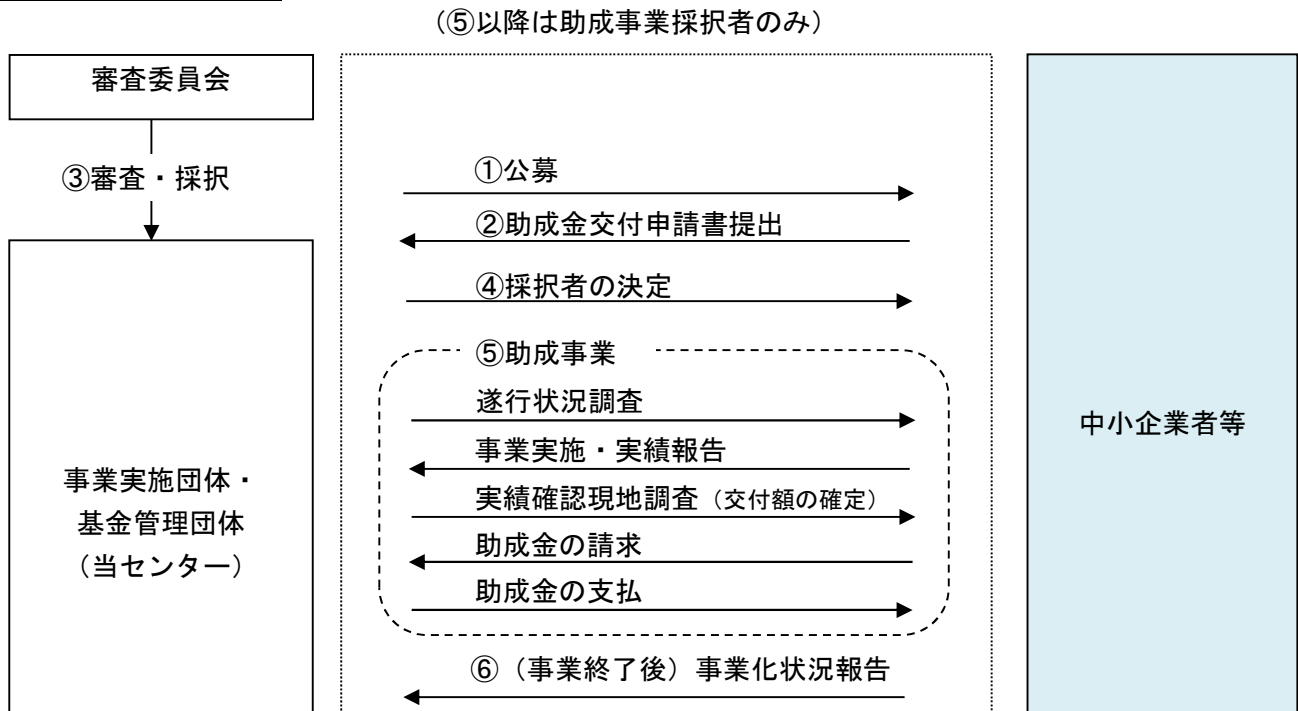 （⑤以降は助成事業採択者のみ）
審査委員会
③審査・採択
事業実施団体・
基金管理団体
（当センター）
①公募
②助成金交付申請書提出
④採択者の決定
⑤助成事業
遂行状況調査
事業実施・実績報告
実績確認現地調査（交付額の確定）
助成金の請求
助成金の支払
⑥（事業終了後）事業化状況報告
中小企業者等